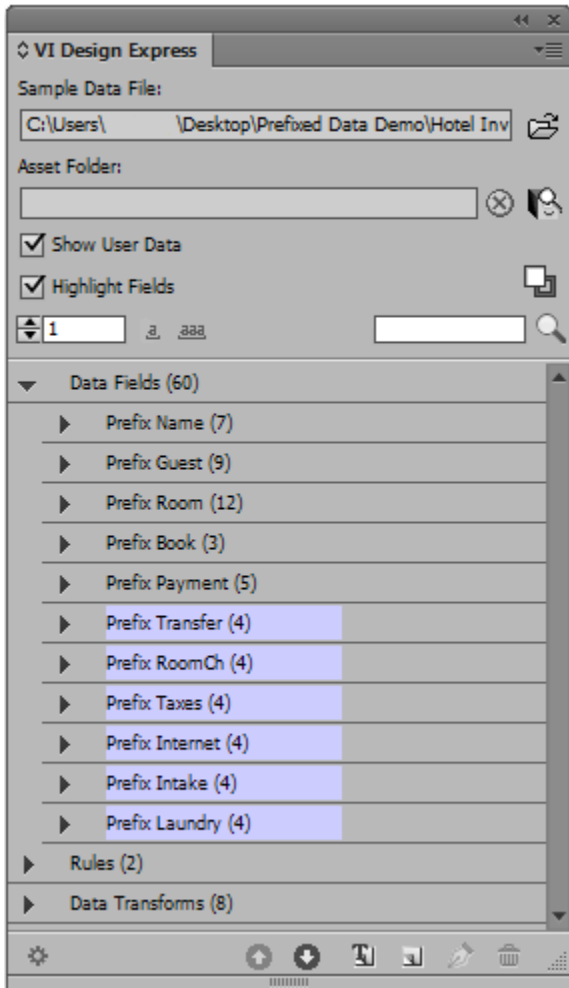 VI Design Express
Sample Data File:
C:\Users\ \Desktop\Prefixed Data Demo\Hotel Inv
Asset Folder:
Show User Data
Highlight Fields
1 a aaa
Data Fields (60)
Prefix Name (7)
Prefix Guest (9)
Prefix Room (12)
Prefix Book (3)
Prefix Payment (5)
Prefix Transfer (4)
Prefix RoomCh (4)
Prefix Taxes (4)
Prefix Internet (4)
Prefix Intake (4)
Prefix Laundry (4)
Rules (2)
Data Transforms (8)
T